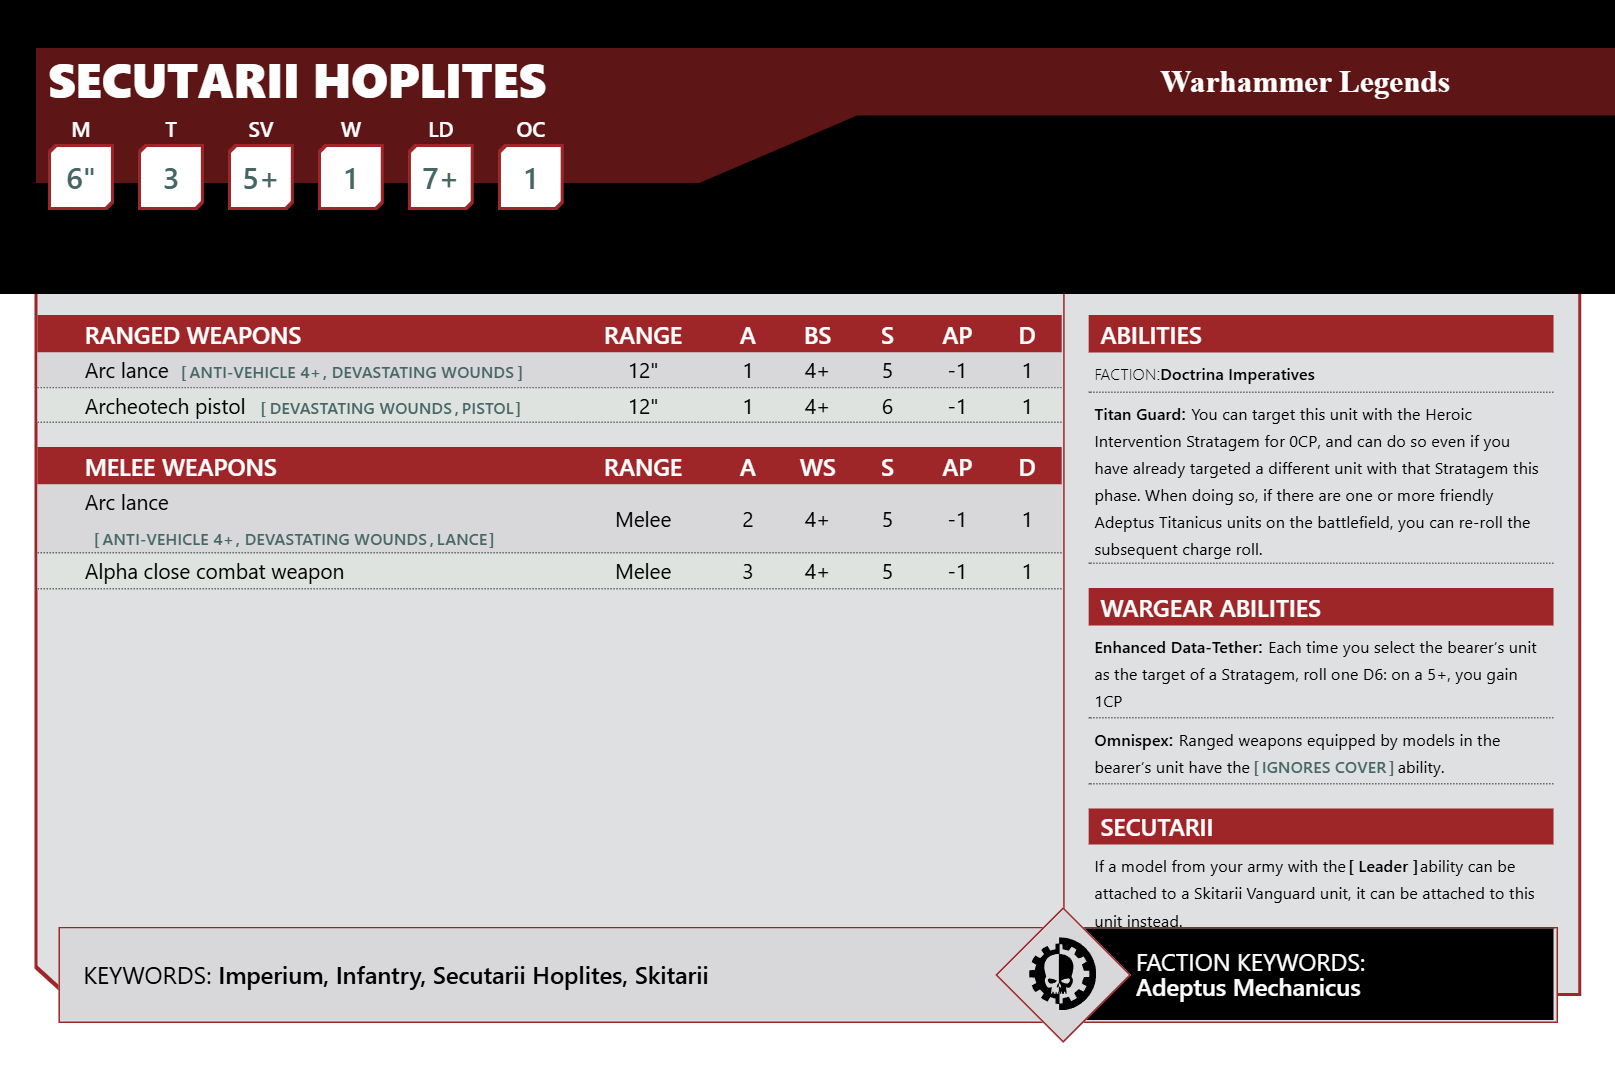 SECUTARII HOPLITES
Warhammer Legends
M T SV W LD OC
6" 3 5+ 1 7+ 1
RANGED WEAPONS RANGE A BS S AP D
Arc lance [ANTI-VEHICLE 4+, DEVASTATING WOUNDS] 12" 1 4+ 5 -1 1
Archeotech pistol [DEVASTATING WOUNDS, PISTOL] 12" 1 4+ 6 -1 1
MELEE WEAPONS RANGE A WS S AP D
Arc lance
[ANTI-VEHICLE 4+, DEVASTATING WOUNDS, LANCE] Melee 2 4+ 5 -1 1
Alpha close combat weapon Melee 3 4+ 5 -1 1
ABILITIES
FACTION:Doctrina Imperatives
Titan Guard: You can target this unit with the Heroic
Intervention Stratagem for 0CP, and can do so even if you
have already targeted a different unit with that Stratagem this
phase. When doing so, if there are one or more friendly
Adeptus Titanicus units on the battlefield, you can re-roll the
subsequent charge roll.
WARGEAR ABILITIES
Enhanced Data-Tether: Each time you select the bearer’s unit
as the target of a Stratagem, roll one D6: on a 5+, you gain
1CP
Omnispex: Ranged weapons equipped by models in the
bearer’s unit have the [IGNORES COVER] ability.
SECUTARII
If a model from your army with the [ Leader ] ability can be
attached to a Skitarii Vanguard unit, it can be attached to this
unit instead.
KEYWORDS: Imperium, Infantry, Secutarii Hoplites, Skitarii
FACTION KEYWORDS:
Adeptus Mechanicus